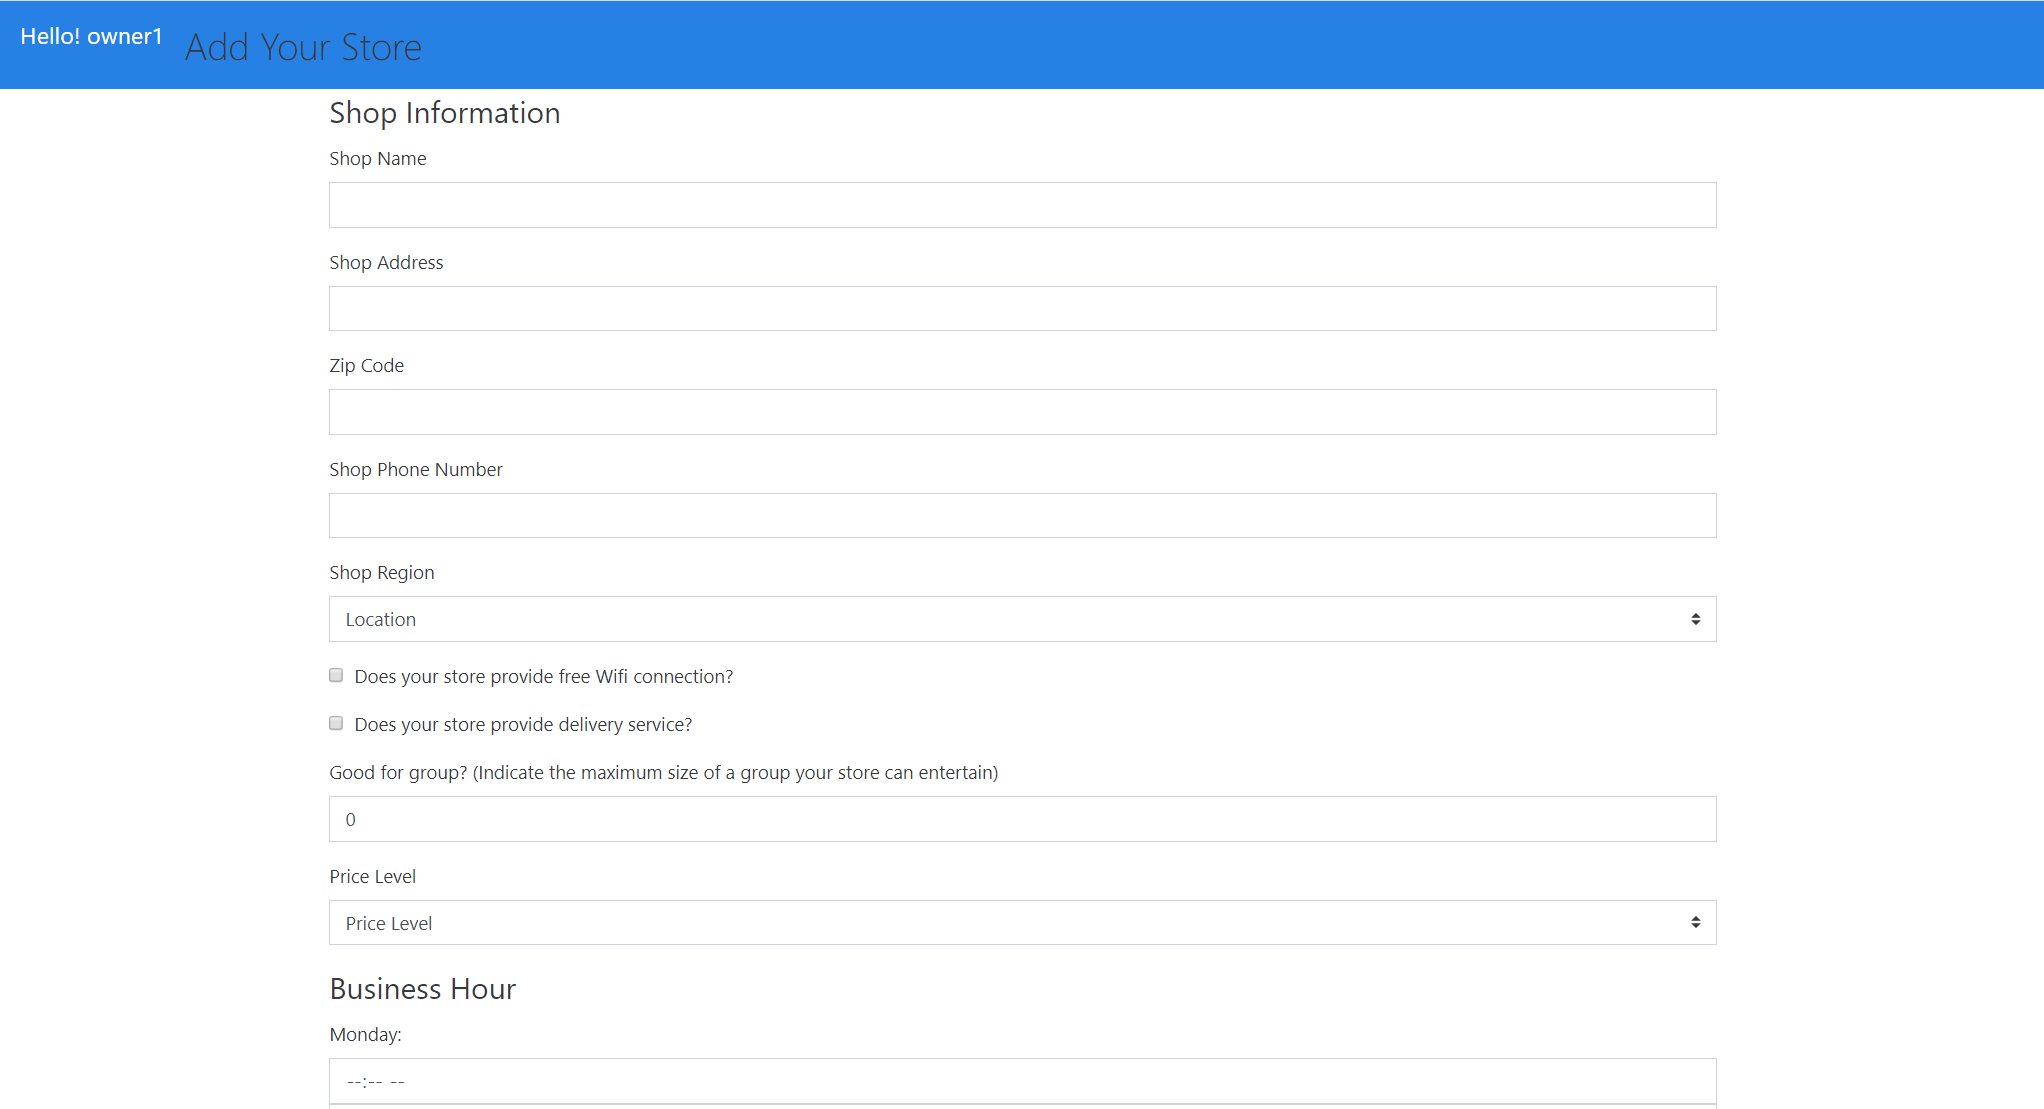 Hello! owner1
Add Your Store
Shop Information
Shop Name
Shop Address
Zip Code
Shop Phone Number
Shop Region
Location
Does your store provide free Wifi connection?
Does your store provide delivery service?
Good for group? (Indicate the maximum size of a group your store can entertain)
0
Price Level
Price Level
Business Hour
Monday:
--:-- --